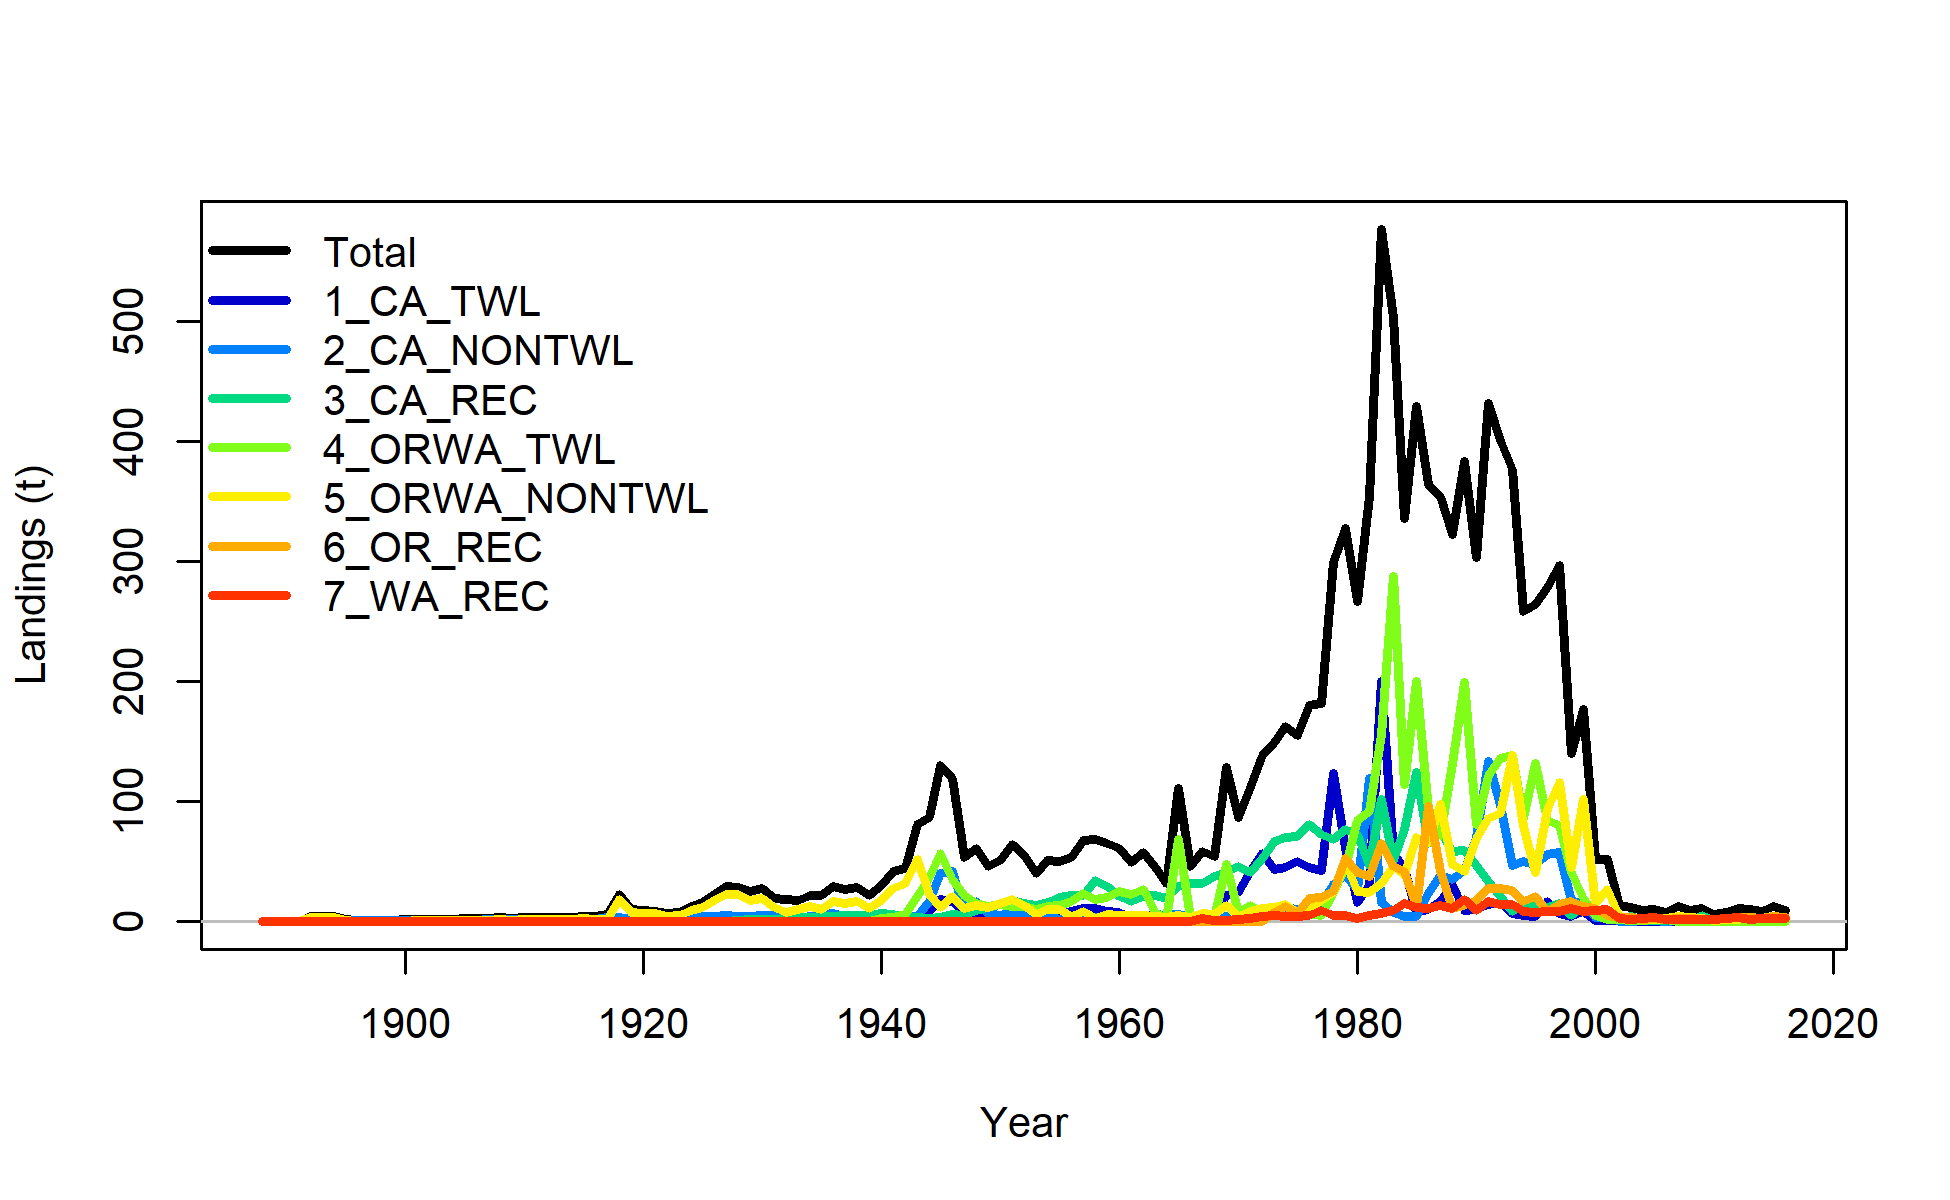 Total
1_CA_TWL
2_CA_NONTWL
3_CA_REC
4_ORWA_TWL
5_ORWA_NONTWL
6_OR_REC
7_WA_REC
Landings (t)
500
400
300
200
100
0
1900 1920 1940 1960 1980 2000 2020
Year